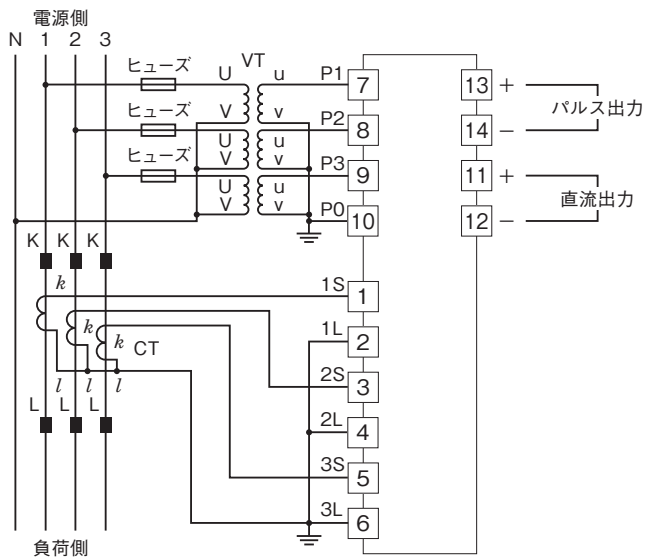 電源側
N 1 2 3
ヒューズ U VT u P1 7 13 +
V v パルス出力
ヒューズ U u P2 8 14 −
V v
ヒューズ U u P3 9 11 +
V v 直流出力
P0 10 12 −
K K K
k 1S 1
k 1L 2
k CT
l l l 2S 3
L L L
2L 4
3S 5
3L 6
負荷側